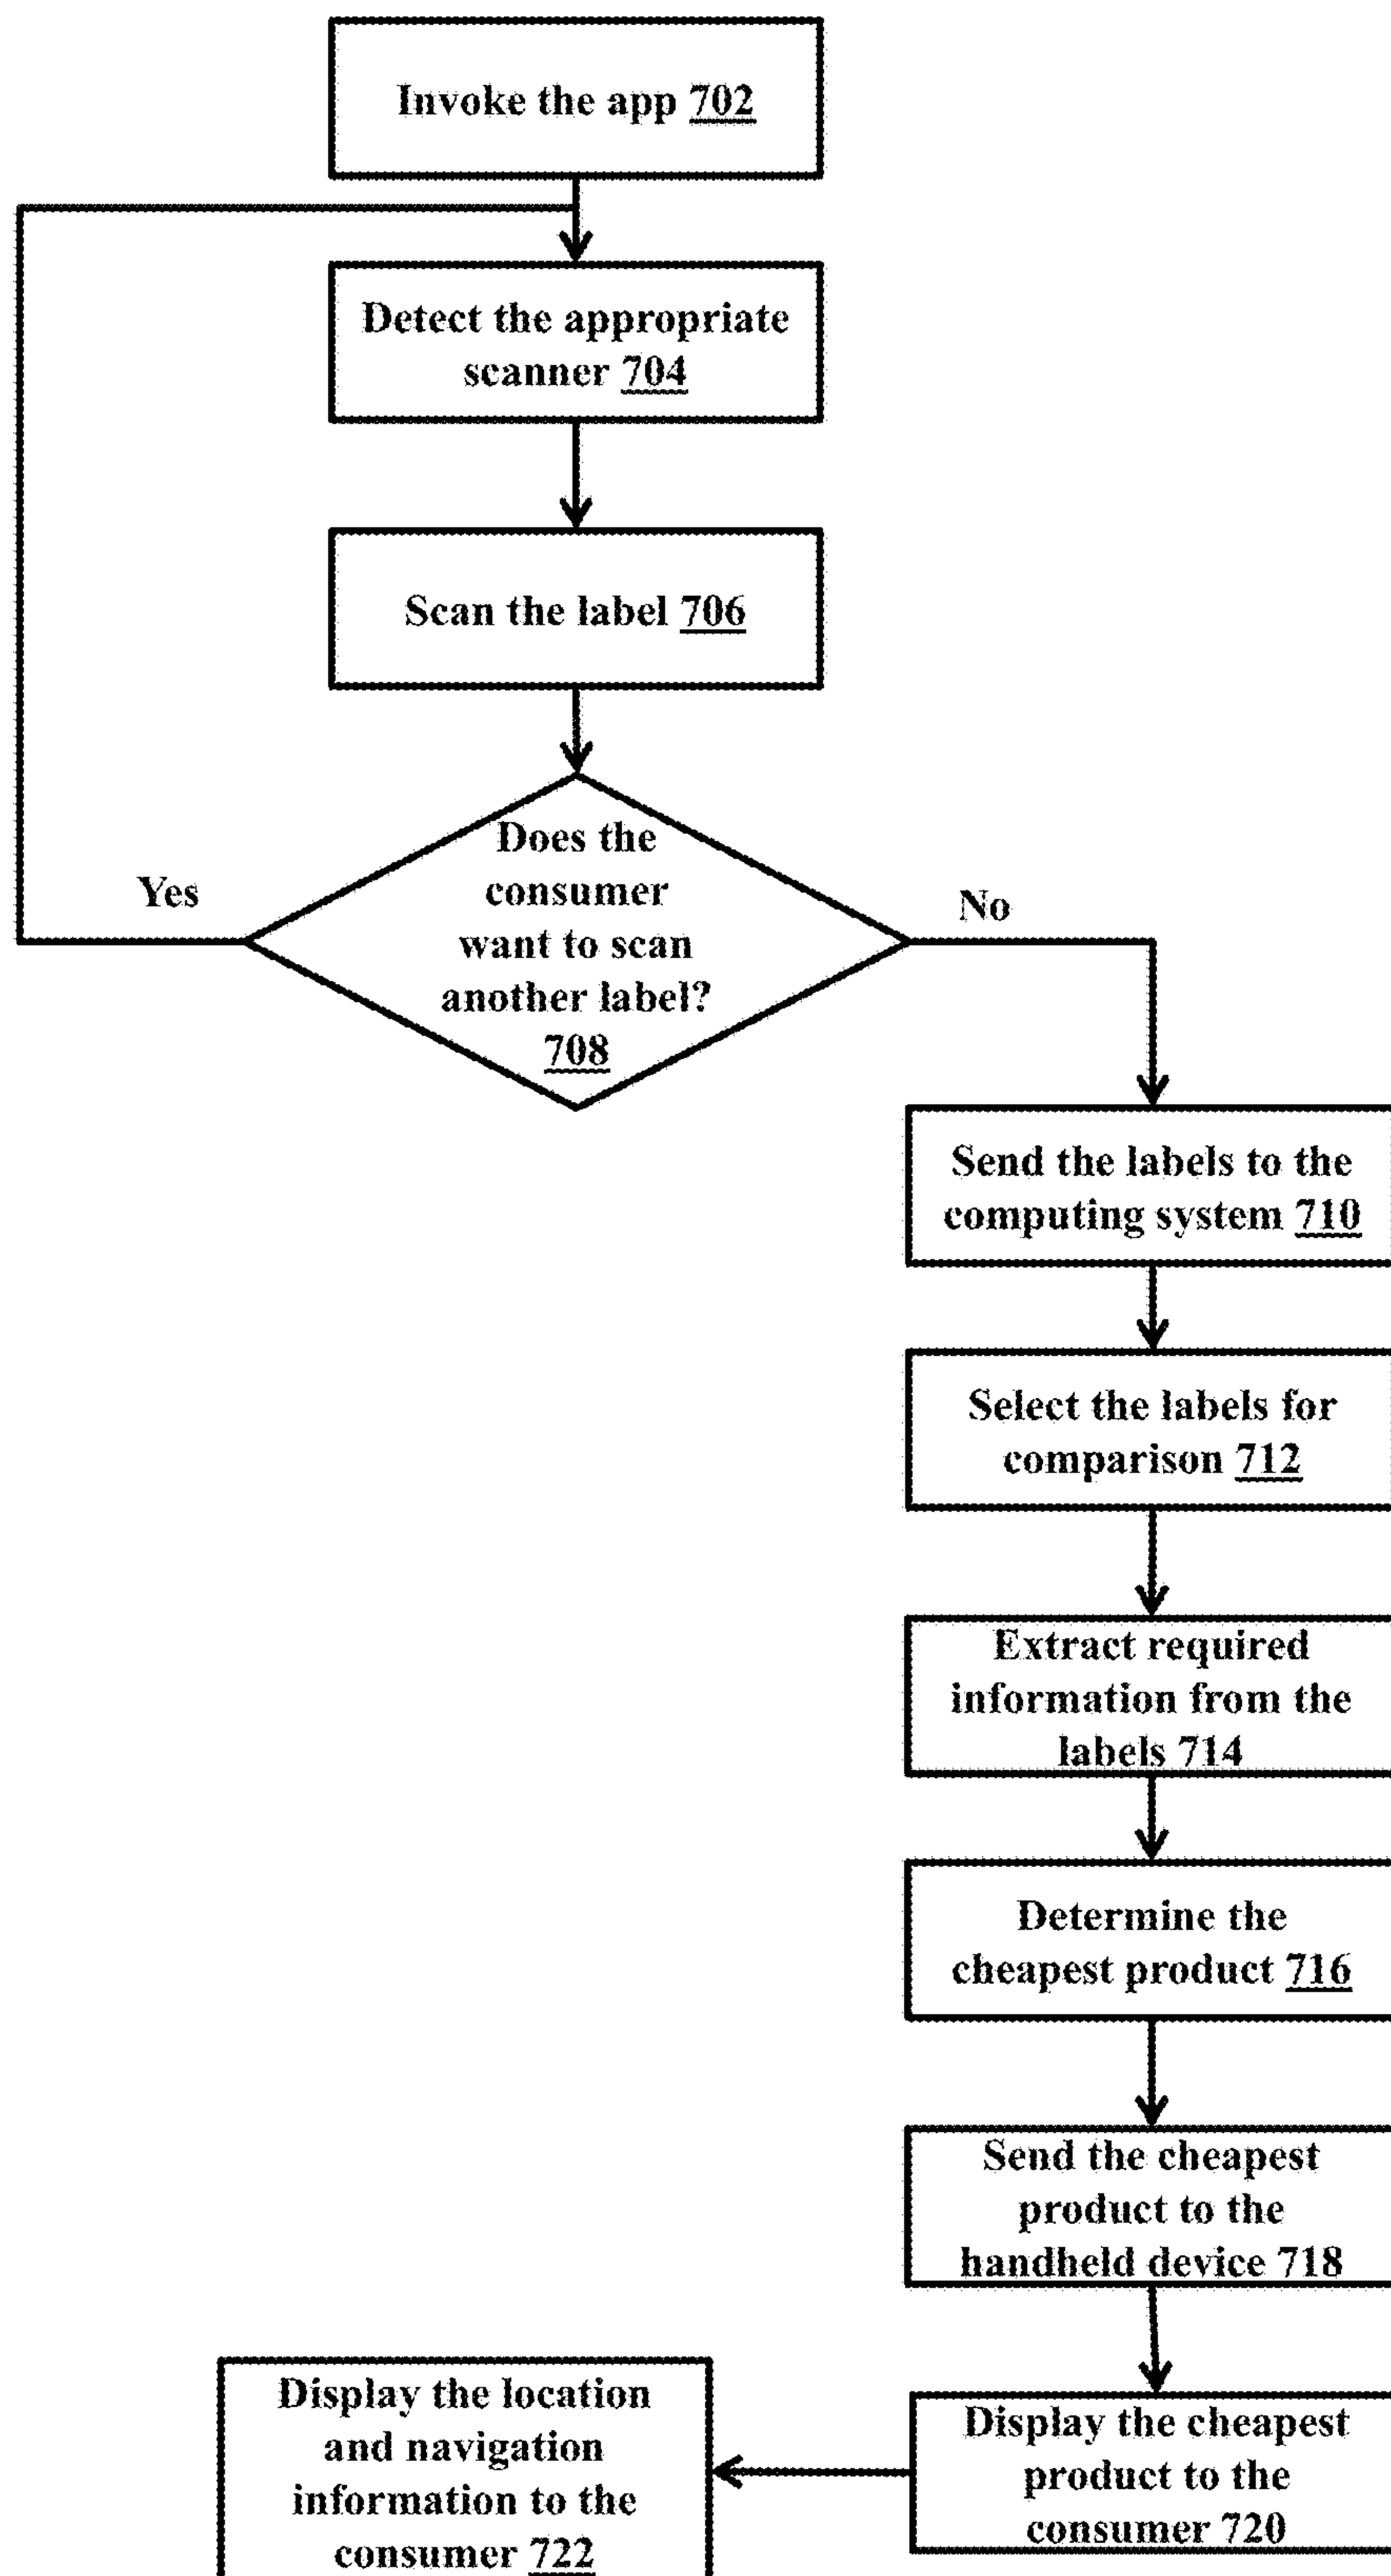 Invoke the app 702
Detect the appropriate
scanner 704
Scan the label 706
Does the
consumer
want to scan
another label?
708
Yes
No
Send the labels to the
computing system 710
Select the labels for
comparison 712
Extract required
information from the
labels 714
Determine the
cheapest product 716
Send the cheapest
product to the
handheld device 718
Display the cheapest
product to the
consumer 720
Display the location
and navigation
information to the
consumer 722